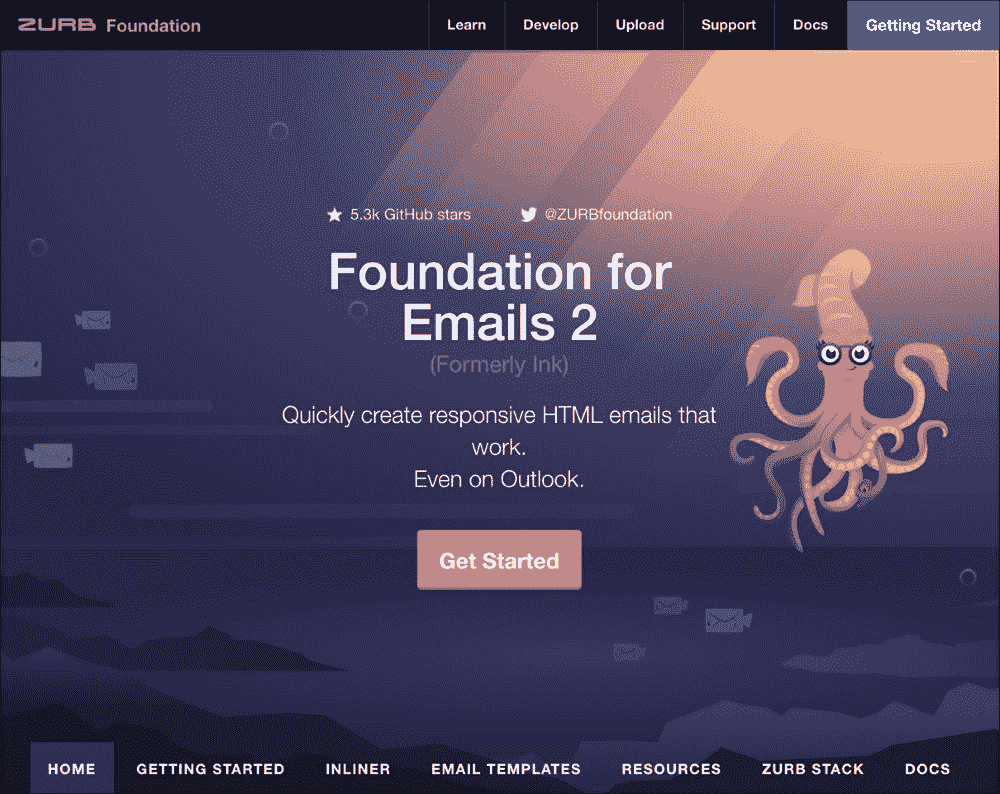 ZURB Foundation Learn Develop Upload Support Docs Getting Started
5.3k GitHub stars @ZURBfoundation
Foundation for
Emails 2
(Formerly Ink)
Quickly create responsive HTML emails that
work.
Even on Outlook.
Get Started
HOME GETTING STARTED INLINER EMAIL TEMPLATES RESOURCES ZURB STACK DOCS